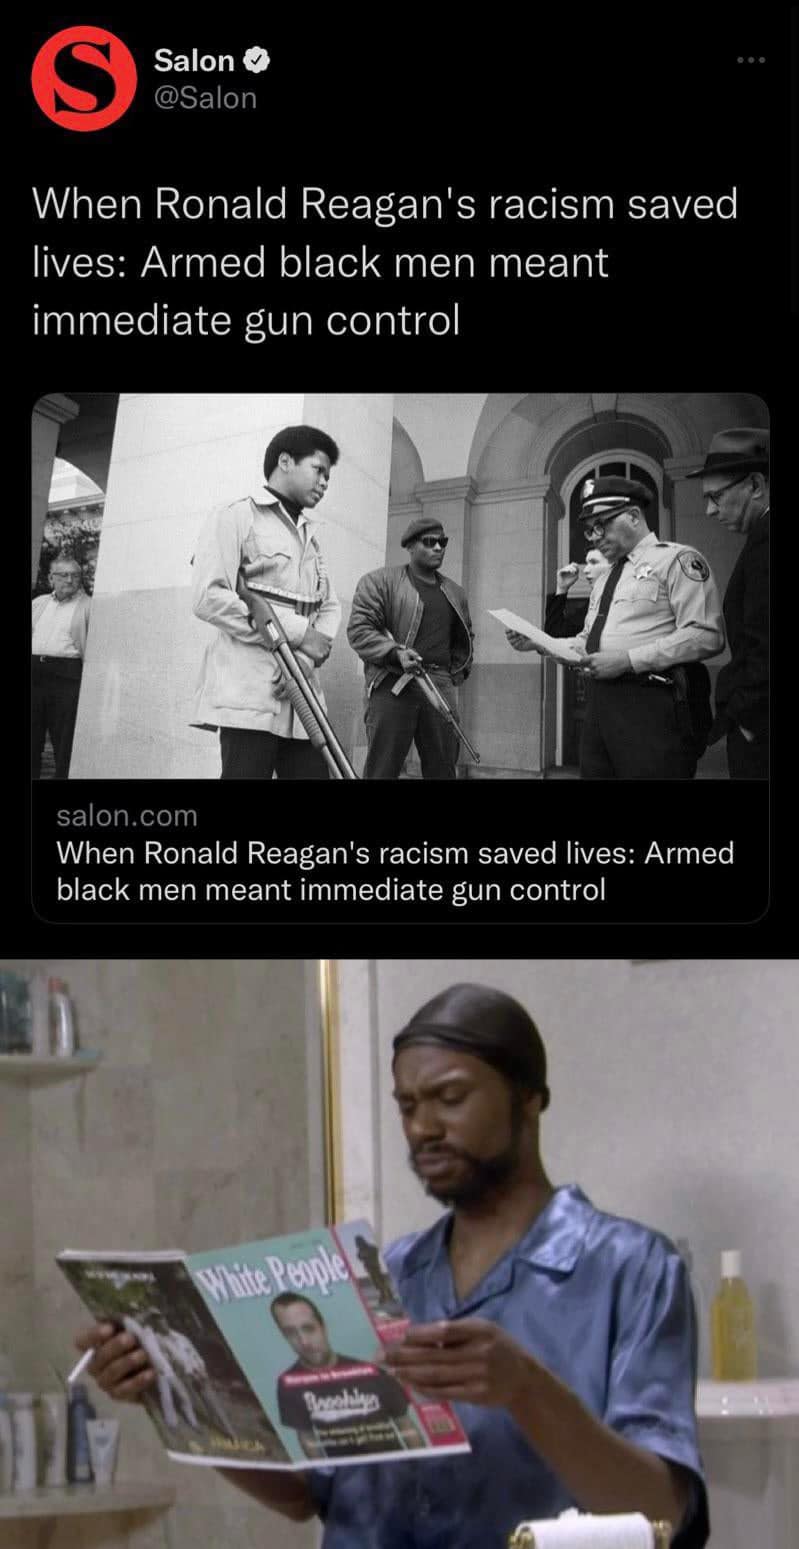 Salon
@Salon
When Ronald Reagan's racism saved
lives: Armed black men meant
immediate gun control
salon.com
When Ronald Reagan's racism saved lives: Armed
black men meant immediate gun control
White People
Brooklyn